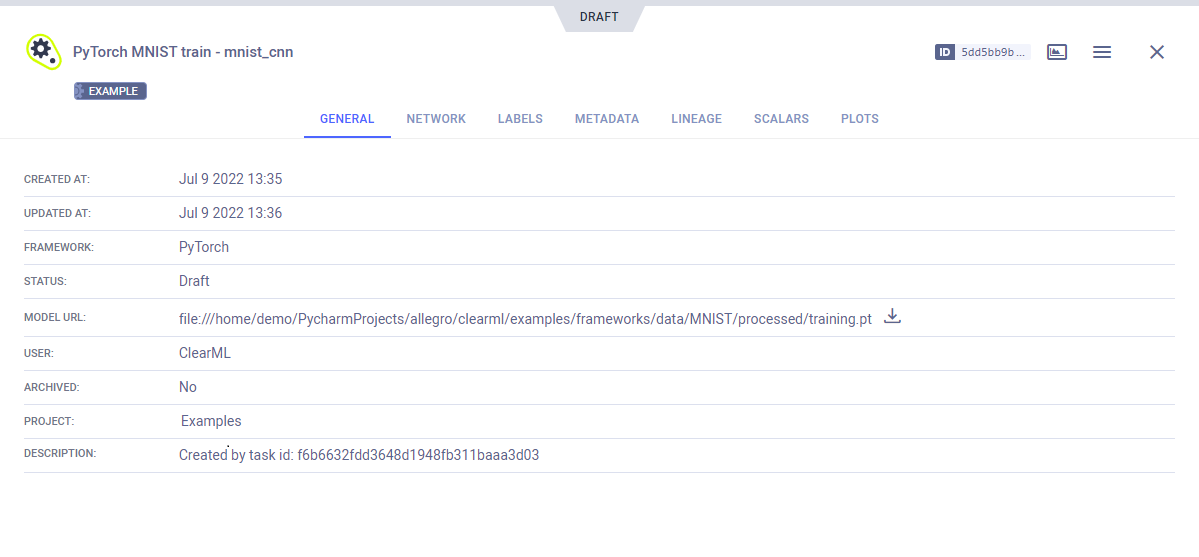 DRAFT
PyTorch MNIST train - mnist_cnn
ID 5dd5bb9b ...
EXAMPLE
GENERAL NETWORK LABELS METADATA LINEAGE SCALARS PLOTS
CREATED AT: Jul 9 2022 13:35
UPDATED AT: Jul 9 2022 13:36
FRAMEWORK: PyTorch
STATUS: Draft
MODEL URL: file:///home/demo/PycharmProjects/allegro/clearml/examples/frameworks/data/MNIST/processed/training.pt
USER: ClearML
ARCHIVED: No
PROJECT: Examples
DESCRIPTION: Created by task id: f6b6632fdd3648d1948fb311baaa3d03